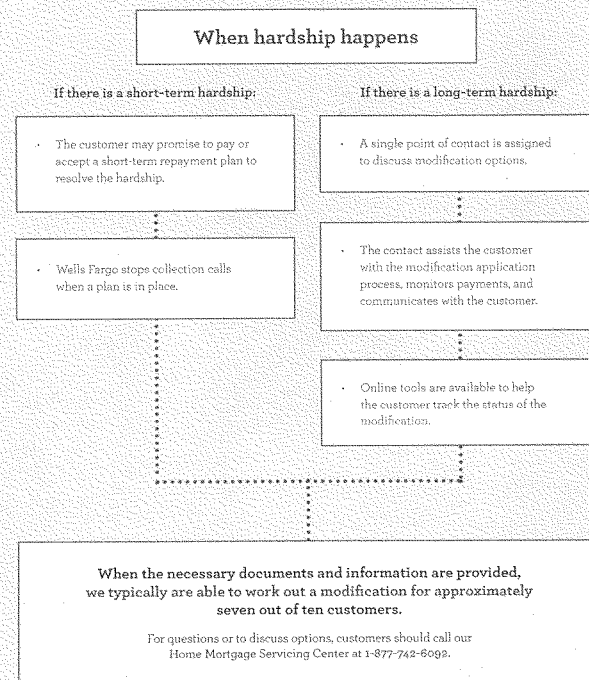 When hardship happens
If there is a short-term hardship:
• The customer may promise to pay or
accept a short-term repayment plan to
resolve the hardship.
• Wells Fargo stops collection calls
when a plan is in place.
If there is a long-term hardship:
• A single point of contact is assigned
to discuss modification options.
• The contact assists the customer
with the modification application
process, monitors payments, and
communicates with the customer.
• Online tools are available to help
the customer track the status of the
modification.
When the necessary documents and information are provided,
we typically are able to work out a modification for approximately
seven out of ten customers.
For questions or to discuss options, customers should call our
Home Mortgage Servicing Center at 1-877-742-6092.